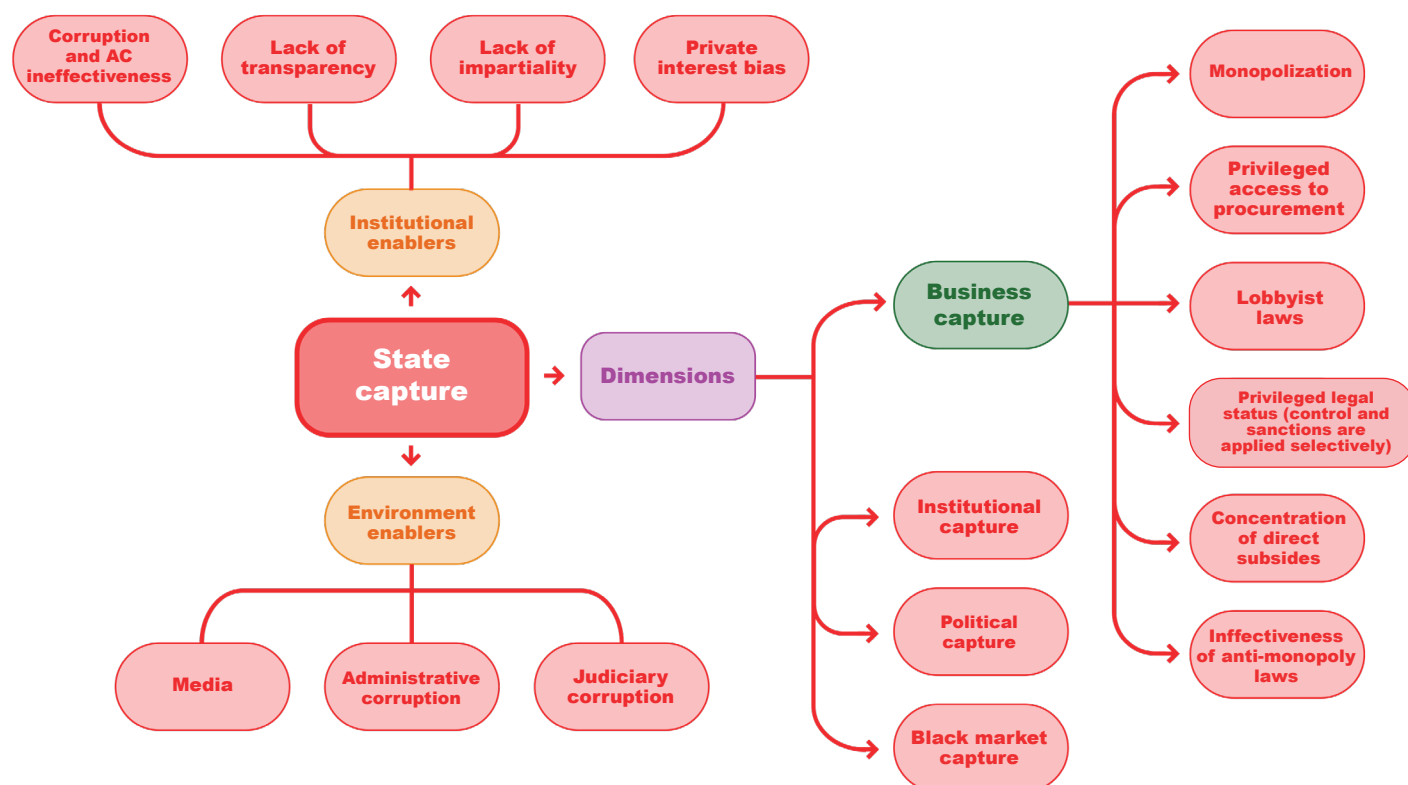 Corruption
and AC
ineffectiveness
Lack of
transparency
Lack of
impartiality
Private
interest bias
Institutional
enablers
State
capture
Environment
enablers
Media
Administrative
corruption
Judiciary
corruption
Dimensions
Business
capture
Institutional
capture
Political
capture
Black market
capture
Monopolization
Privileged
access to
procurement
Lobbyist
laws
Privileged legal
status (control and
sanctions are
applied selectively)
Concentration
of direct
subsides
Inffectiveness
of anti-monopoly
laws